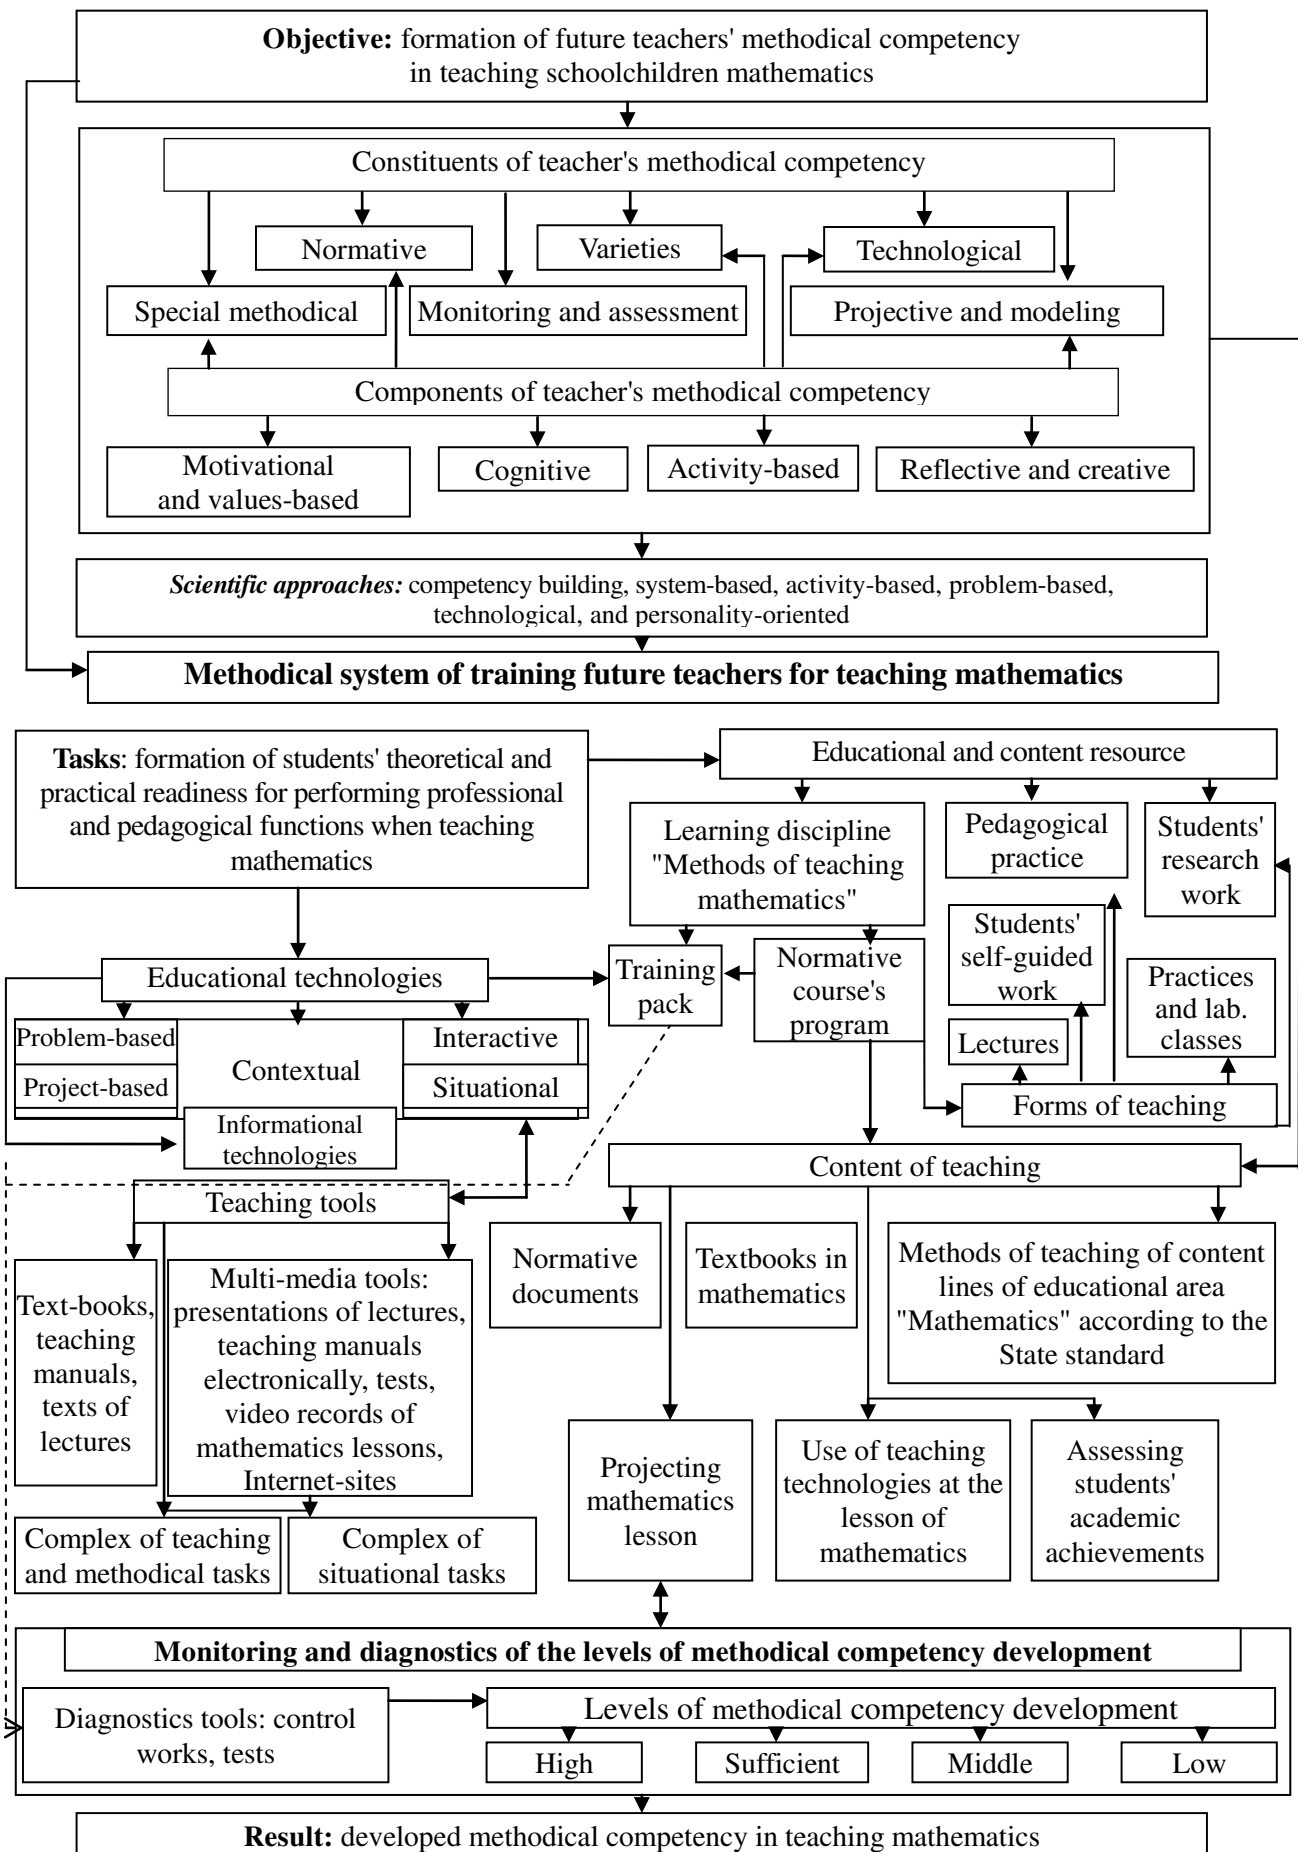 Objective: formation of future teachers' methodical competency
in teaching schoolchildren mathematics
Constituents of teacher's methodical competency
Normative
Varieties
Technological
Special methodical
Monitoring and assessment
Projective and modeling
Components of teacher's methodical competency
Motivational
and values-based
Cognitive
Activity-based
Reflective and creative
Scientific approaches: competency building, system-based, activity-based, problem-based,
technological, and personality-oriented
Methodical system of training future teachers for teaching mathematics
Tasks: formation of students' theoretical and
practical readiness for performing professional
and pedagogical functions when teaching
mathematics
Educational and content resource
Learning discipline
"Methods of teaching
mathematics"
Pedagogical
practice
Students'
research
work
Students'
self-guided
work
Educational technologies
Training
pack
Normative
course's
program
Practices
and lab.
classes
Lectures
Problem-based
Project-based
Contextual
Interactive
Situational
Forms of teaching
Informational
technologies
Content of teaching
Teaching tools
Normative
documents
Textbooks in
mathematics
Methods of teaching of content
lines of educational area
"Mathematics" according to the
State standard
Text-books,
teaching
manuals,
texts of
lectures
Multi-media tools:
presentations of lectures,
teaching manuals
electronically, tests,
video records of
mathematics lessons,
Internet-sites
Projecting
mathematics
lesson
Use of teaching
technologies at the
lesson of
mathematics
Assessing
students'
academic
achievements
Complex of teaching
and methodical tasks
Complex of
situational tasks
Monitoring and diagnostics of the levels of methodical competency development
Diagnostics tools: control
works, tests
Levels of methodical competency development
High
Sufficient
Middle
Low
Result: developed methodical competency in teaching mathematics